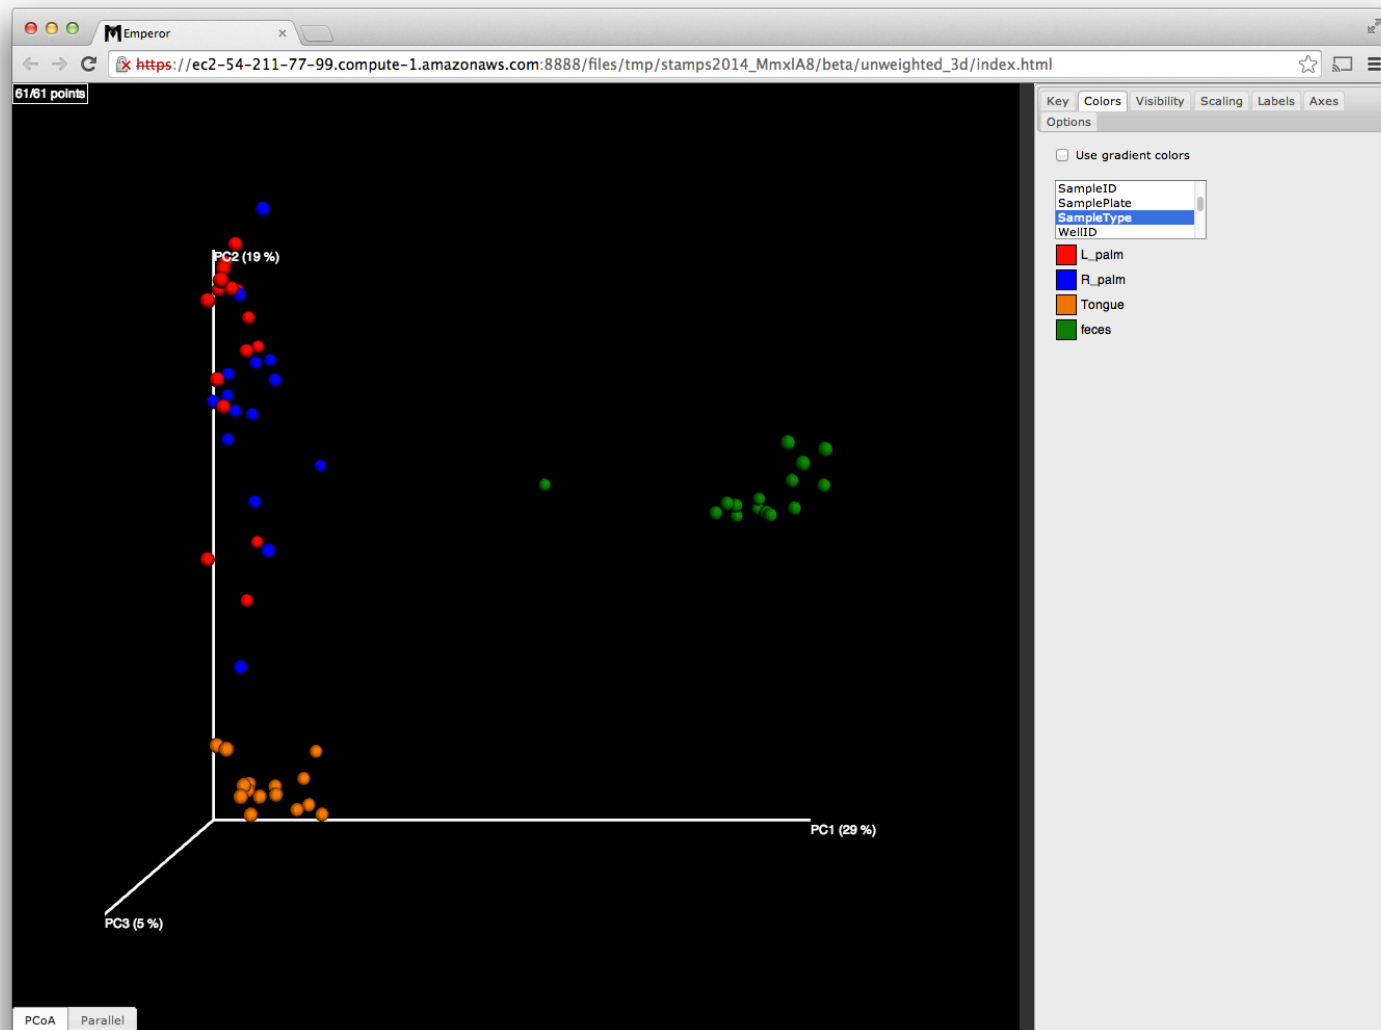 Emperor
https://ec2-54-211-77-99.compute-1.amazonaws.com:8888/files/tmp/stamps2014_MmxlA8/beta/unweighted_3d/index.html
61/61 points
Key Colors Visibility Scaling Labels Axes
Options
Use gradient colors
SampleID
SamplePlate
SampleType
WellID
L_palm
R_palm
Tongue
feces
PC2 (19 %)
PC1 (29 %)
PC3 (5 %)
PCoA Parallel